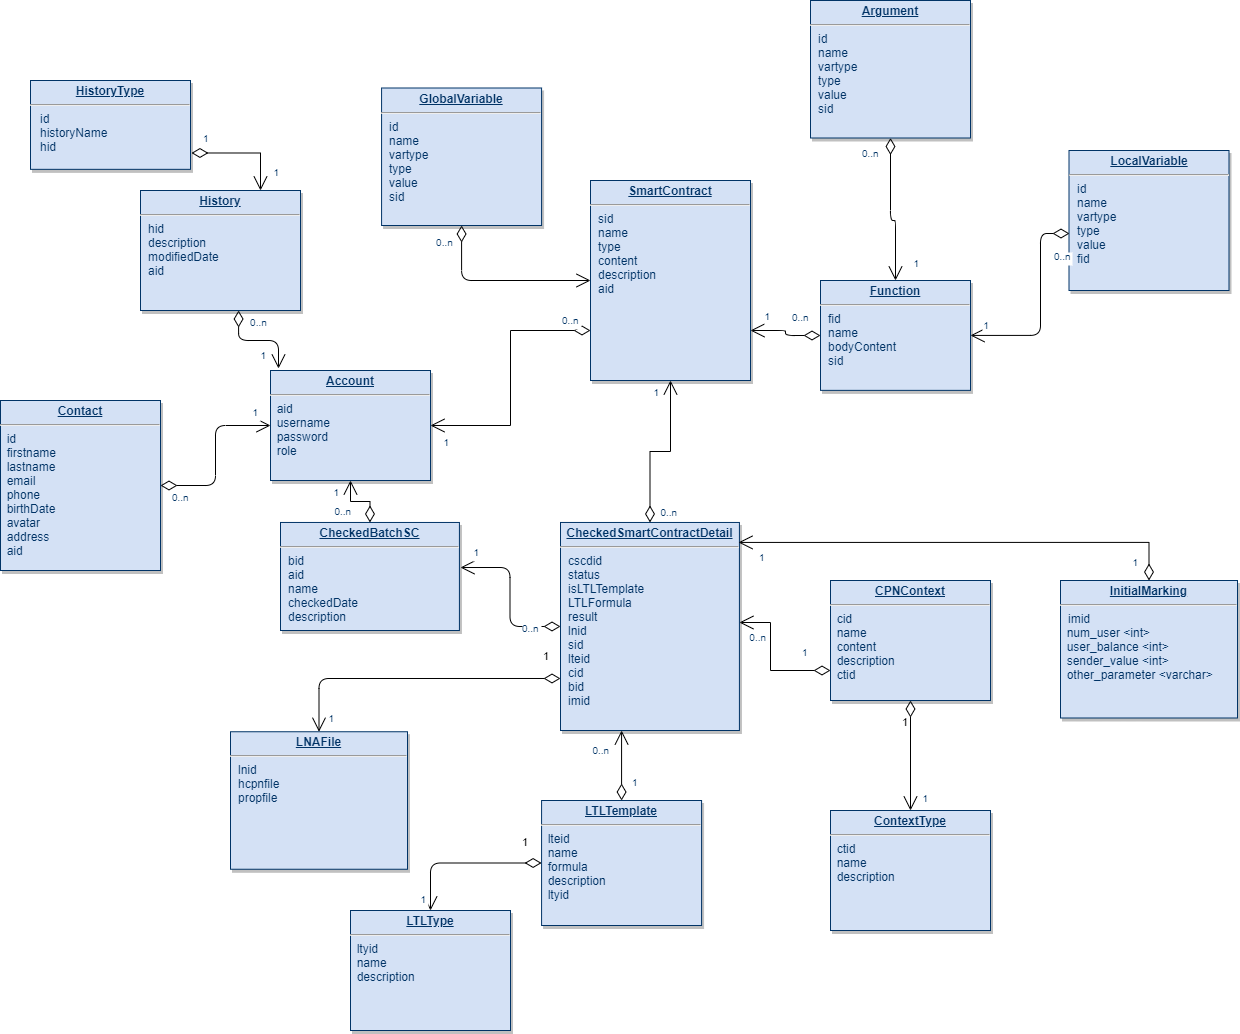 Argument
id
name
vartype
type
value
sid
0..n
1
HistoryType
id
historyName
hid
1
1
GlobalVariable
id
name
vartype
type
value
sid
0..n
LocalVariable
id
name
vartype
type
value
fid
0..n
1
History
hid
description
modifiedDate
aid
0..n
1
SmartContract
sid
name
type
content
description
aid
0..n
1
Function
fid
name
bodyContent
sid
0..n
1
Account
aid
username
password
role
Contact
id
firstname
lastname
email
phone
birthDate
avatar
address
aid
0..n
1
1
0..n
CheckedBatchSC
bid
aid
name
checkedDate
description
1
0..n
1
0..n
CheckedSmartContractDetail
cscdid
status
isLTLTemplate
LTLFormula
result
lnid
sid
lteid
cid
bid
imid
1
1
InitialMarking
imid
num_user <int>
user_balance <int>
sender_value <int>
other_parameter <varchar>
CPNContext
cid
name
content
description
ctid
0..n
1
1
1
LNAFile
lnid
hcpnfile
propfile
1
1
ContextType
ctid
name
description
0..n
1
LTLTemplate
lteid
name
formula
description
ltyid
1
1
LTLType
ltyid
name
description